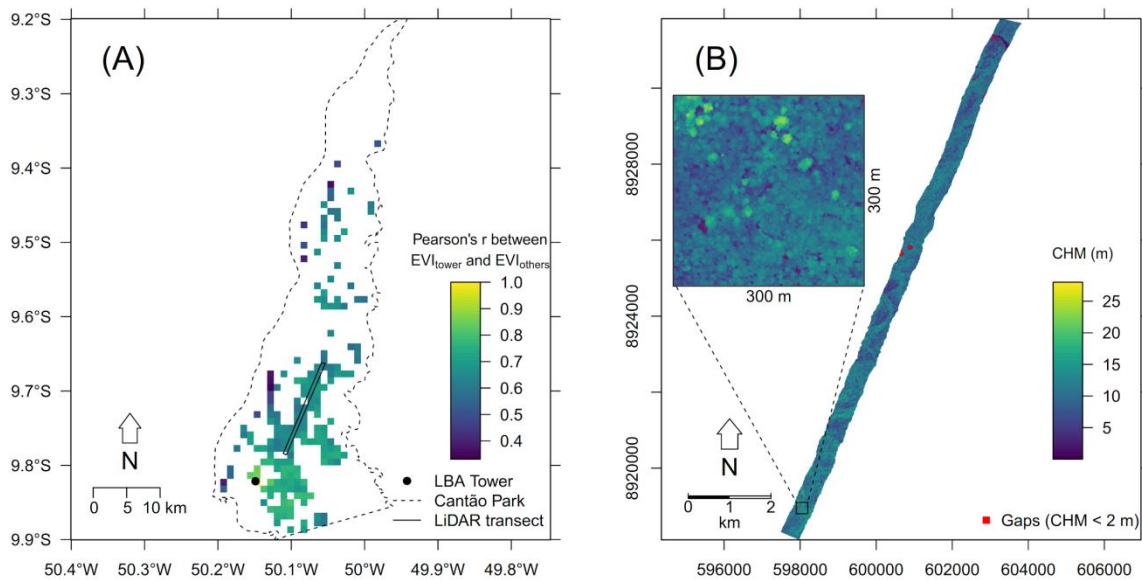 (A)
9.2°S
9.3°S
9.4°S
9.5°S
9.6°S
9.7°S
9.8°S
9.9°S
Pearson's r between
EVItower and EVIothers
1.0
0.9
0.8
0.7
0.6
0.5
0.4
N
0 5 10 km
LBA Tower
Cantão Park
LiDAR transect
50.4°W 50.3°W 50.2°W 50.1°W 50°W 49.9°W 49.8°W
(B)
8928000
8924000
8920000
300 m
300 m
CHM (m)
25
20
15
10
5
N
0 1 2
km
Gaps (CHM < 2 m)
596000 598000 600000 602000 604000 606000